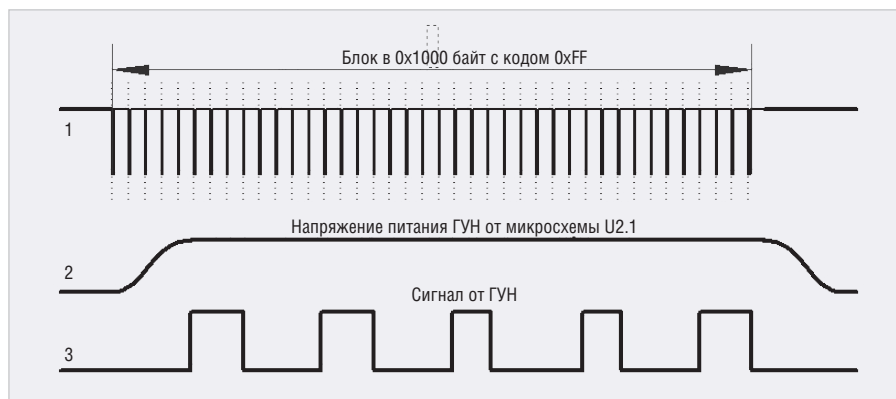 Блок в 0x1000 байт с кодом 0xFF
1
Напряжение питания ГУН от микросхемы U2.1
2
Сигнал от ГУН
3